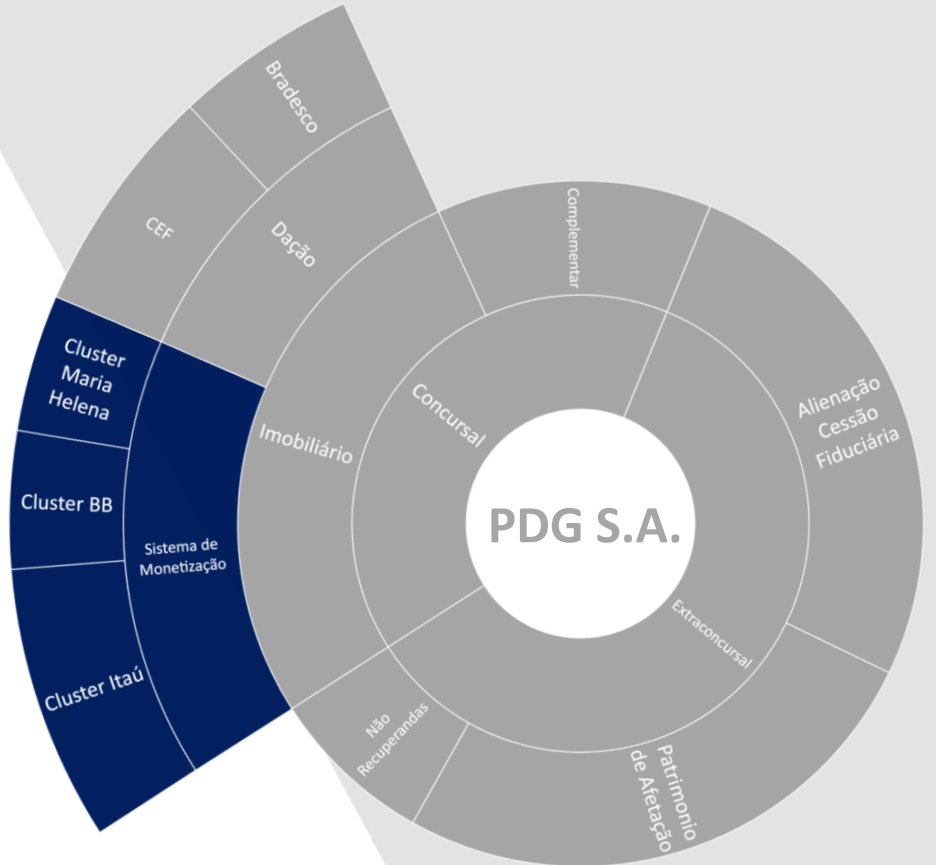 Bradesco
CEF
Dação
Complementar
Cluster
Maria
Helena
Cluster BB
Cluster Itaú
Sistema de
Monetização
Imobiliário
Concursal
PDG S.A.
Alienação
Cessão
Fiduciária
Extraconcursal
Não
Recuperandas
Patrimonio
de Afetação